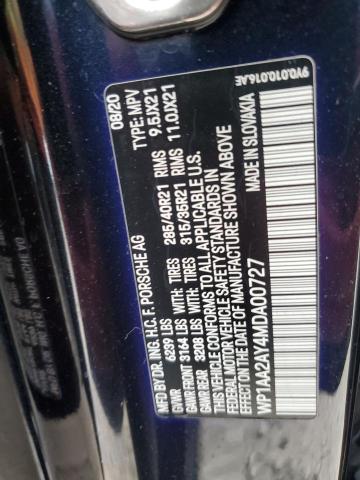 MFD BY DR. ING. H.C. F. PORSCHE AG 08/20
GVWR 6239 LBS TYPE: MPV
GAWR FRONT 3164 LBS WITH: TIRES 285/40R21 RIMS 9.5JX21
GAWR REAR 3208 LBS WITH: TIRES 315/35R21 RIMS 11.0JX21
THIS VEHICLE CONFORMS TO ALL APPLICABLE U.S.
FEDERAL MOTOR VEHICLE SAFETY STANDARDS IN
EFFECT ON THE DATE OF MANUFACTURE SHOWN ABOVE
WP1AA2AY4MDA00727
MADE IN SLOVAKIA
9Y0.010.016.AE